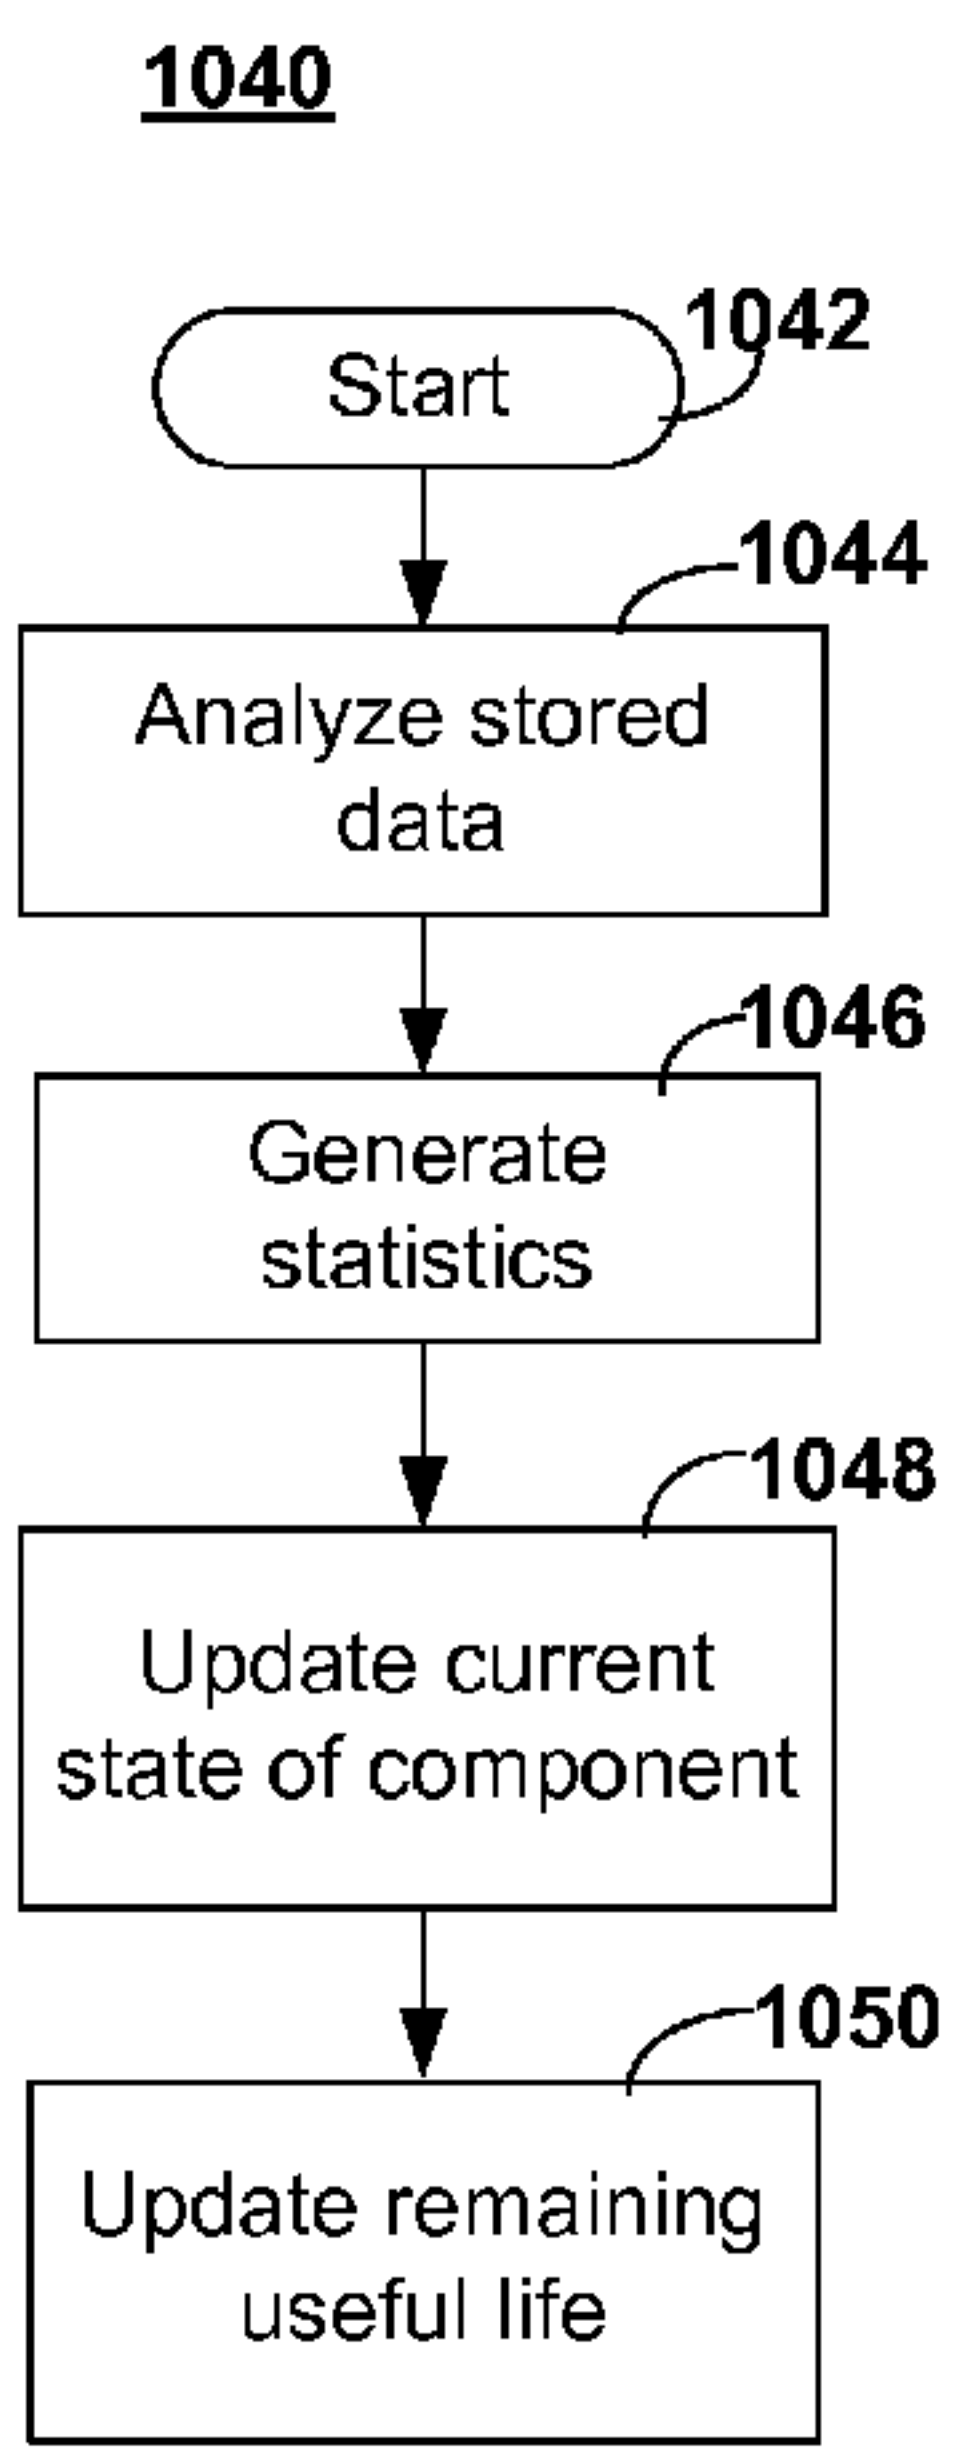 1040
1042
Start
1044
Analyze stored
data
1046
Generate
statistics
1048
Update current
state of component
1050
Update remaining
useful life